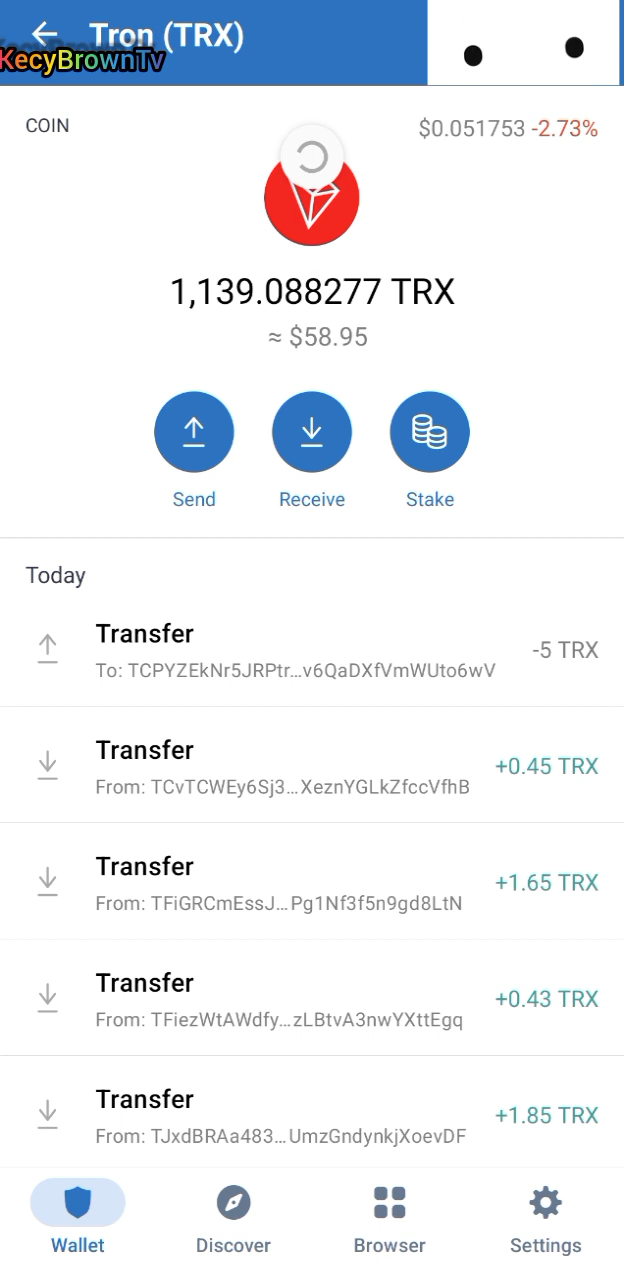 Tron (TRX)
KecyBrownTv
COIN
$0.051753 -2.73%
1,139.088277 TRX
≈ $58.95
Send
Receive
Stake
Today
Transfer
To: TCPYZEkNr5JRPtr...v6QaDXfVmWUto6wV
-5 TRX
Transfer
From: TCvTCWEy6Sj3...XeznYGLkZfccVfhB
+0.45 TRX
Transfer
From: TFiGRCmEssJ...Pg1Nf3f5n9gd8LtN
+1.65 TRX
Transfer
From: TFiezWtAWdfy...zLBtvA3nwYXttEgq
+0.43 TRX
Transfer
From: TJxdBRAa483...UmzGndynkjXoevDF
+1.85 TRX
Wallet
Discover
Browser
Settings